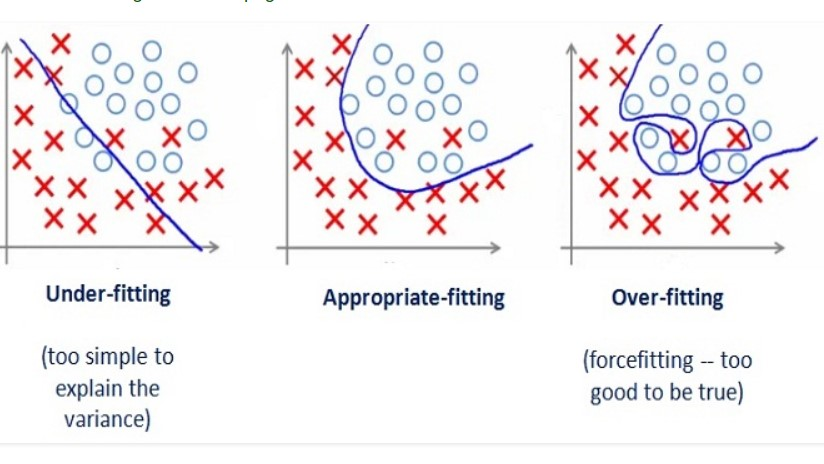 Under-fitting
Appropriate-fitting
Over-fitting
(too simple to
explain the
variance)
(forcefitting -- too
good to be true)